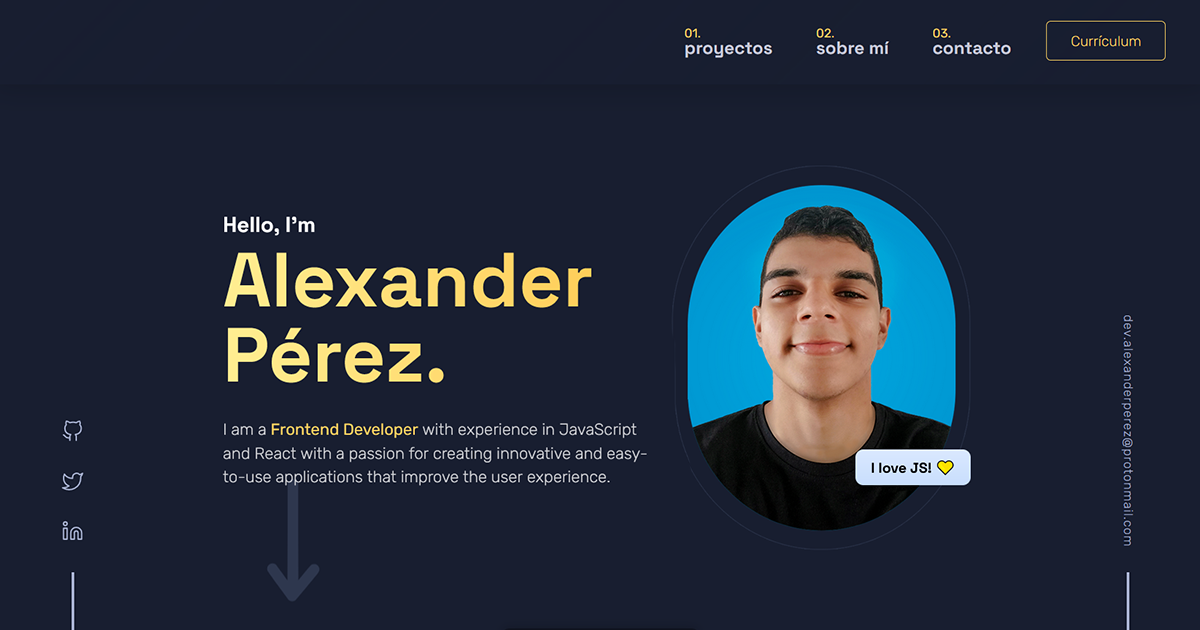 01.
proyectos
02.
sobre mí
03.
contacto
Currículum
Hello, I'm
Alexander
Pérez.
I am a Frontend Developer with experience in JavaScript
and React with a passion for creating innovative and easy-
to-use applications that improve the user experience.
I love JS! 💛
dev.alexanderperez@protonmail.com